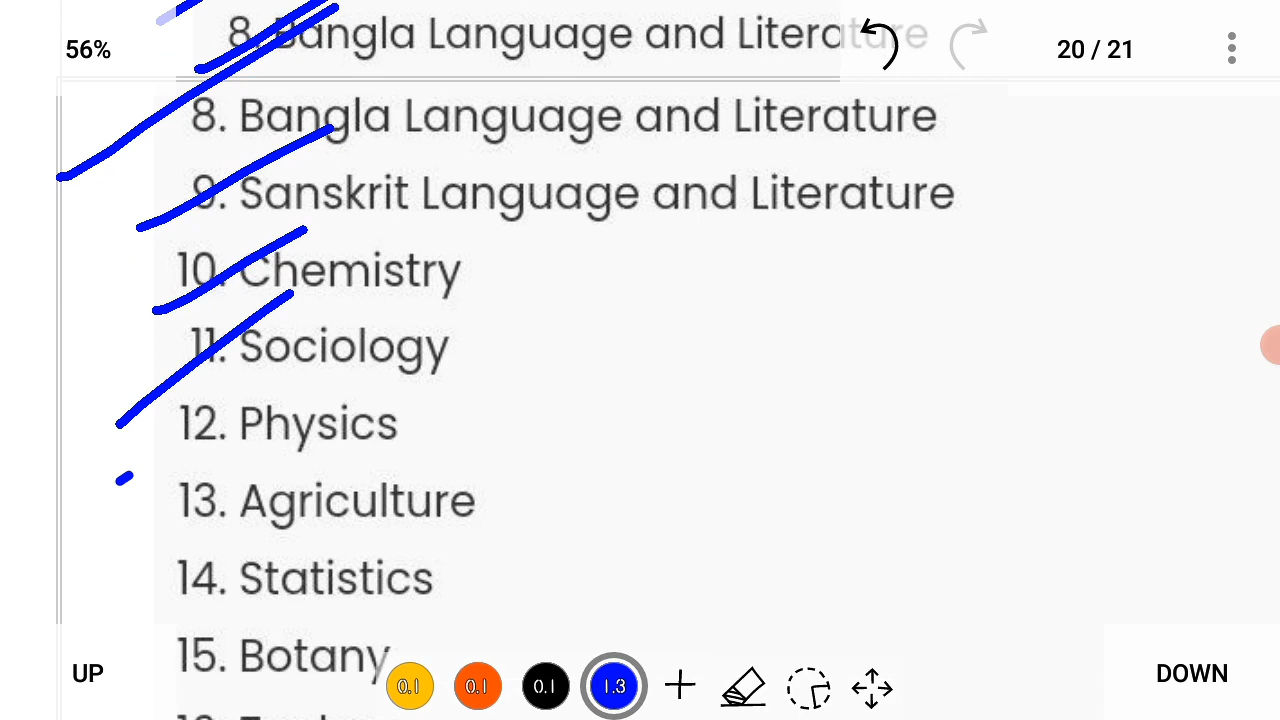 8. Bangla Language and Literature
56%
20 / 21
8. Bangla Language and Literature
9. Sanskrit Language and Literature
10. Chemistry
11. Sociology
12. Physics
13. Agriculture
14. Statistics
15. Botany
UP
0.1
0.1
0.1
1.3
DOWN